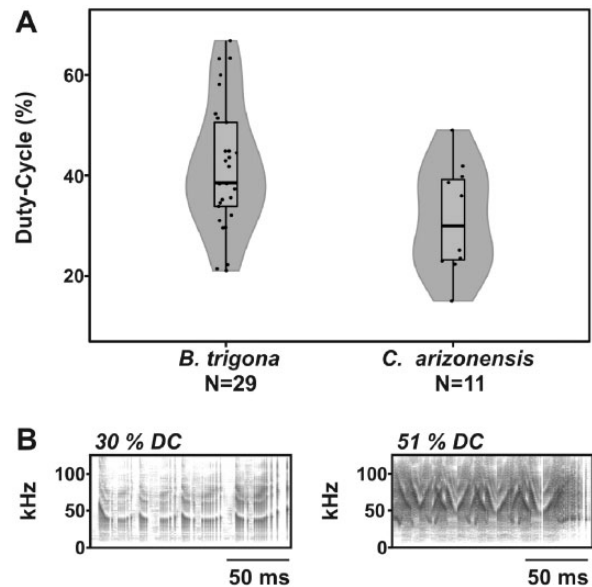 A
Duty-Cycle (%)
60
40
20
B. trigona
C. arizonensis
N=29
N=11
B
30 % DC
51 % DC
kHz
100
50
0
50 ms
kHz
100
50
0
50 ms